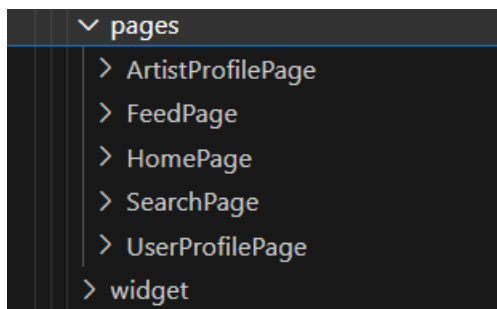 pages
ArtistProfilePage
FeedPage
HomePage
SearchPage
UserProfilePage
widget